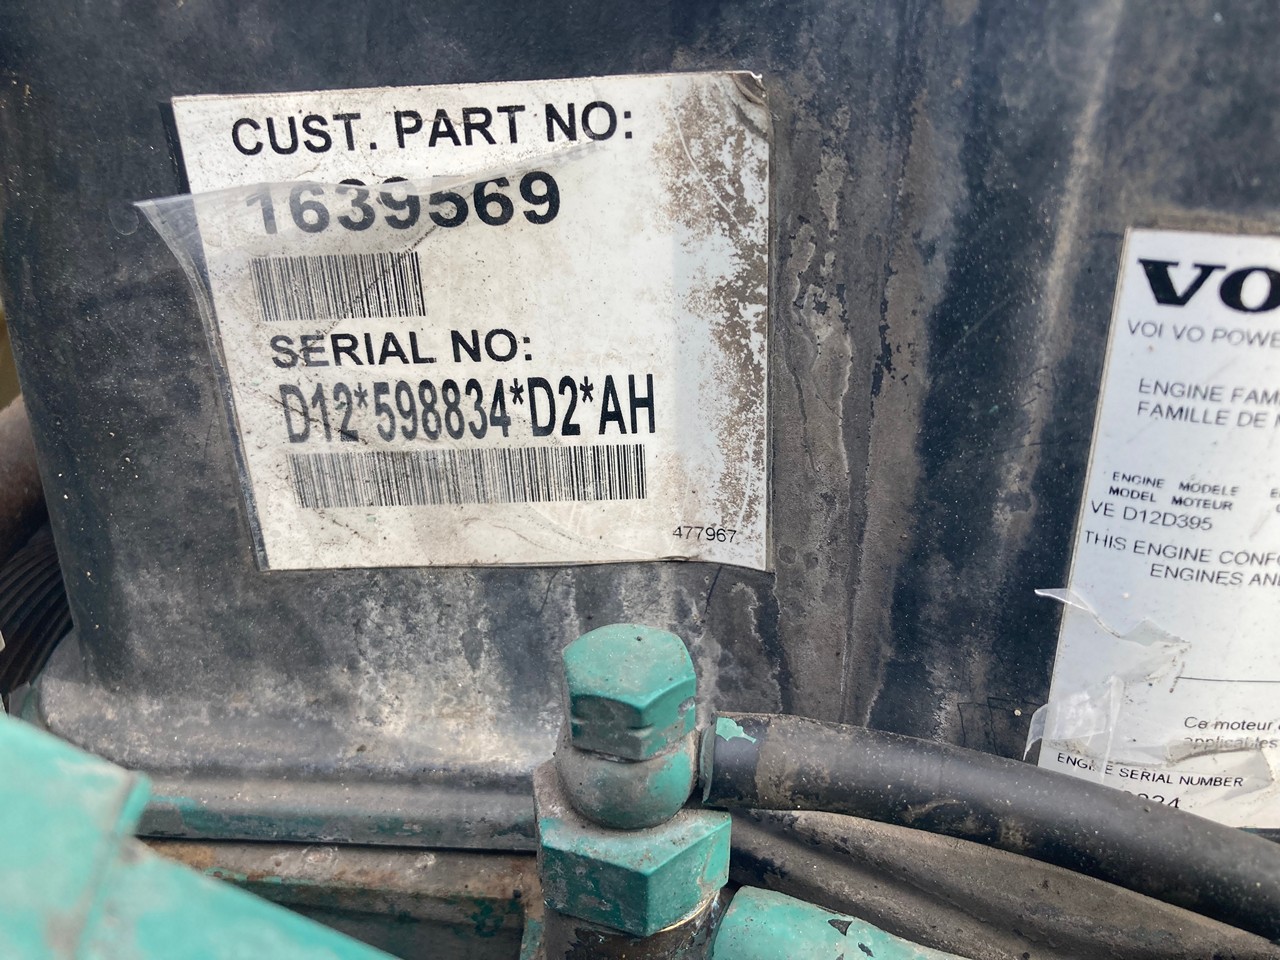 CUST. PART NO:
1639569
SERIAL NO:
D12*598834*D2*AH
477967
VO
VOLVO POWE
ENGINE FAM
FAMILLE DE
ENGINE MODELE
MODEL MOTEUR
VE D12D395
THIS ENGINE CONF
ENGINES AN
Ce moteur
applicables
ENGINE SERIAL NUMBER